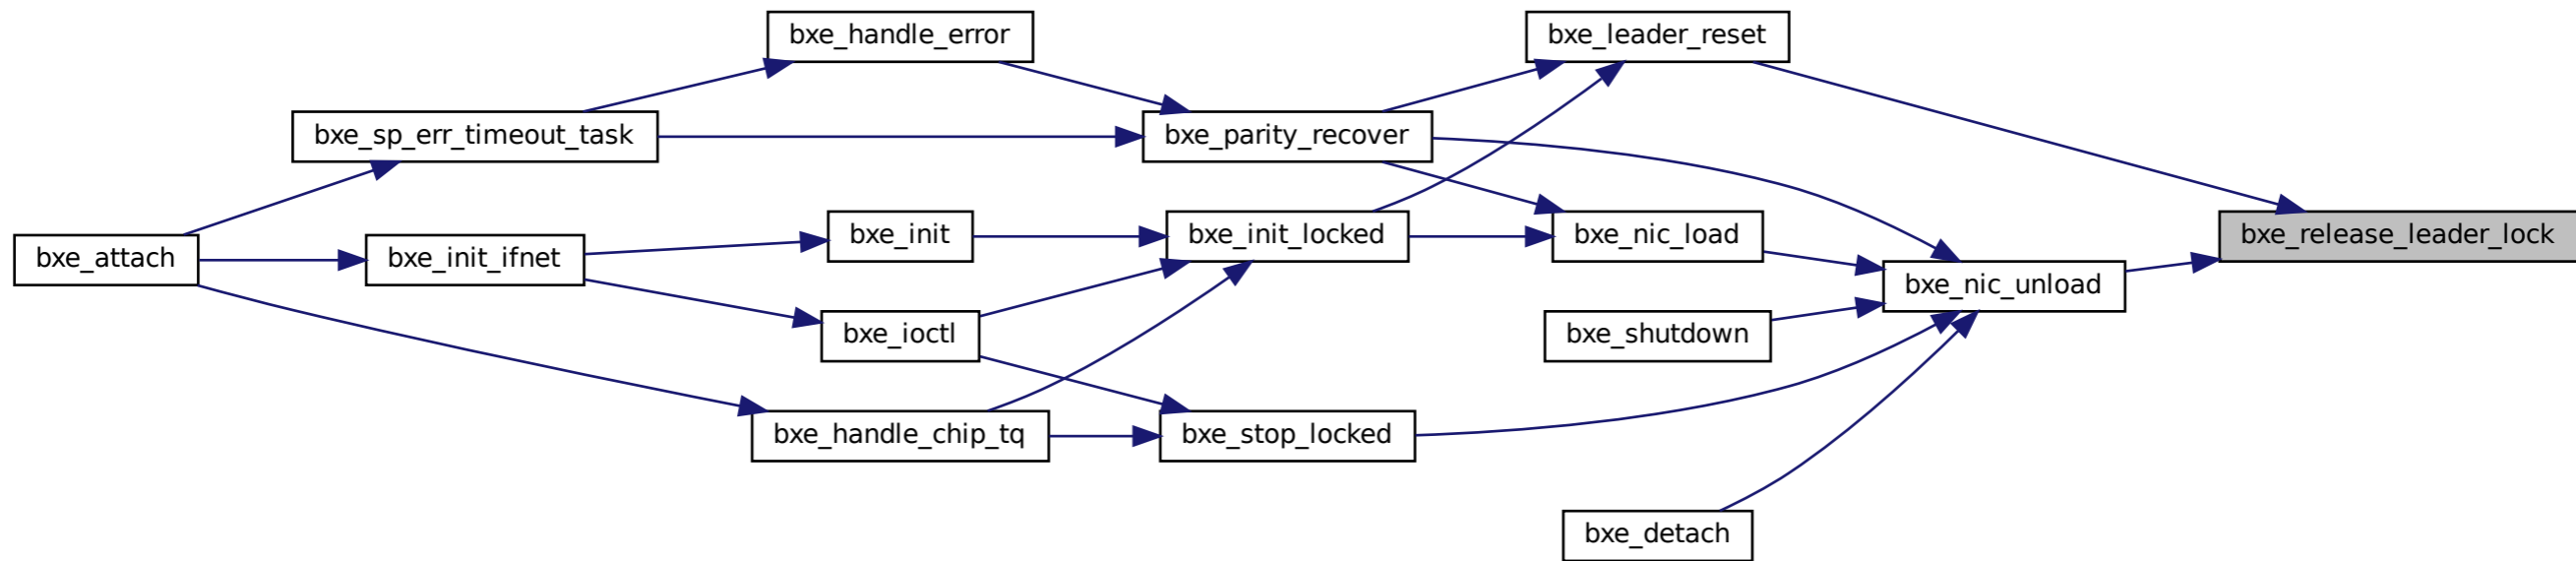 bxe_handle_error
bxe_leader_reset
bxe_sp_err_timeout_task
bxe_parity_recover
bxe_attach
bxe_init_ifnet
bxe_init
bxe_init_locked
bxe_nic_load
bxe_release_leader_lock
bxe_nic_unload
bxe_ioctl
bxe_shutdown
bxe_handle_chip_tq
bxe_stop_locked
bxe_detach